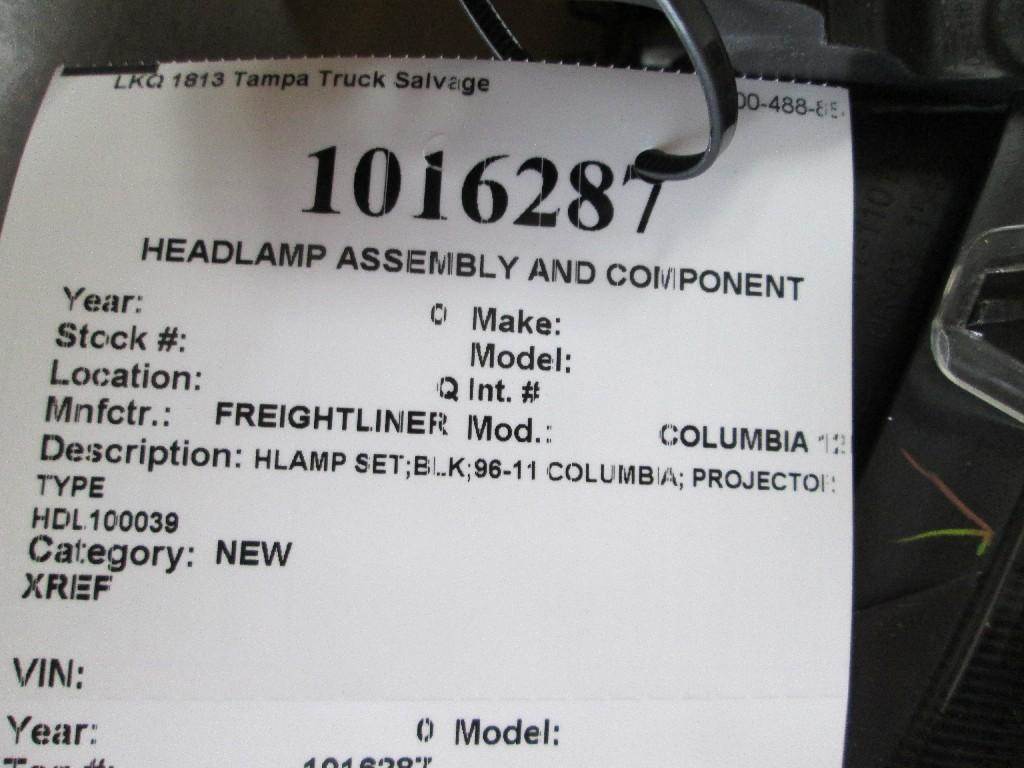 LKQ 1813 Tampa Truck Salvage
1016287
HEADLAMP ASSEMBLY AND COMPONENT
Year: 0 Make:
Stock #: Model:
Location: Q Int. #
Mnfctr.: FREIGHTLINER Mod.: COLUMBIA
Description: HLAMP SET;BLK;96-11 COLUMBIA; PROJECTOR
TYPE
HDL100039
Category: NEW
XREF
VIN:
Year: 0 Model:
1016287